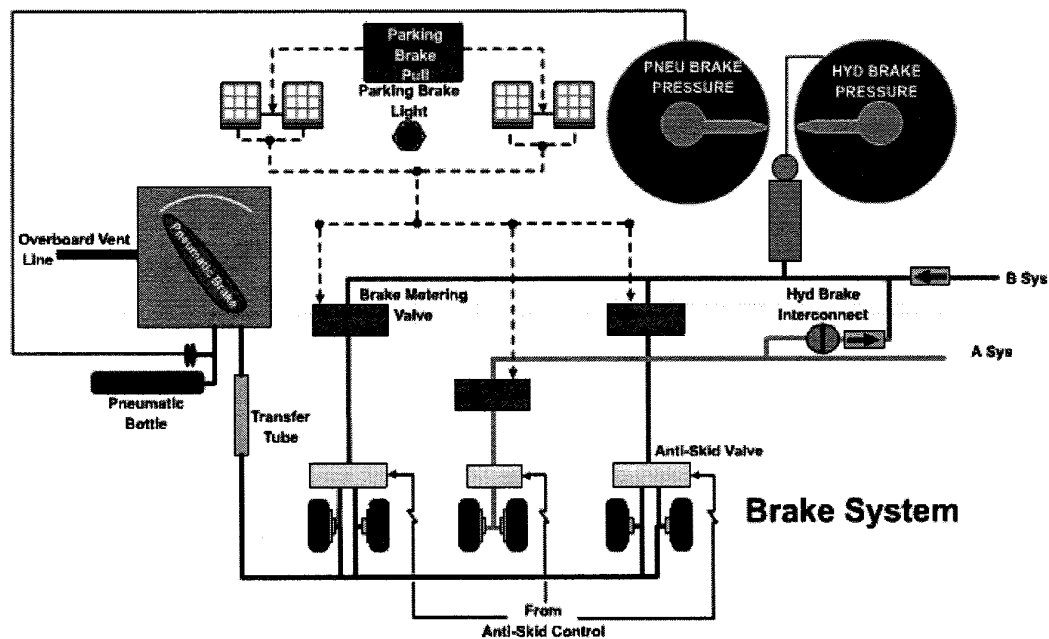 Parking
Brake
Pull
Parking Brake
Light
PNEU BRAKE
PRESSURE
HYD BRAKE
PRESSURE
Overboard Vent
Line
Pneumatic Brake
Brake Metering
Valve
Hyd Brake
Interconnect
B Sys
A Sys
Pneumatic
Bottle
Transfer
Tube
Anti-Skid Valve
Brake System
From
Anti-Skid Control